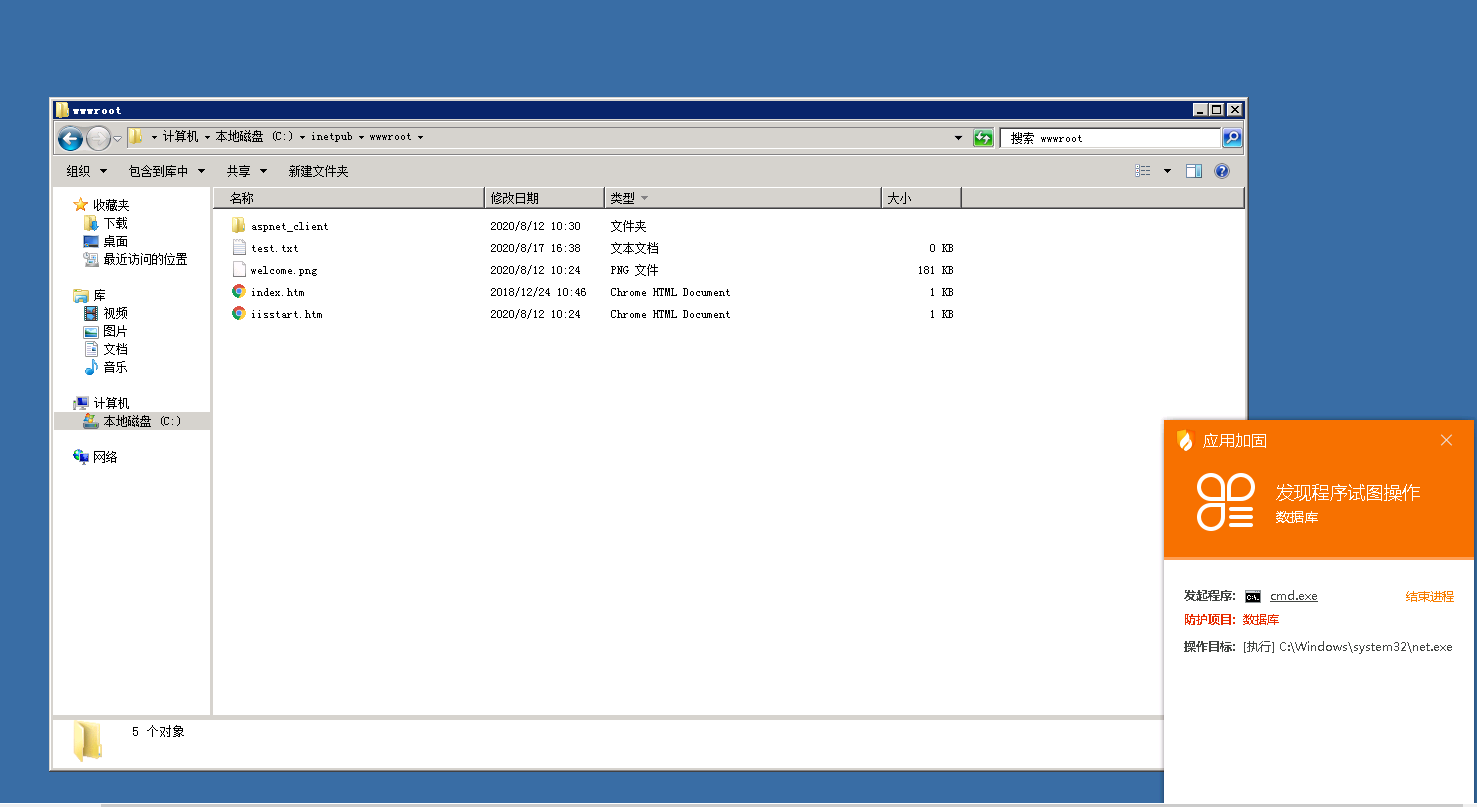 wwwroot
计算机 本地磁盘 (C:) inetpub wwwroot
搜索 wwwroot
组织 包含到库中 共享 新建文件夹
名称 修改日期 类型 大小
收藏夹
下载
桌面
最近访问的位置
库
视频
图片
文档
音乐
计算机
本地磁盘 (C:)
网络
aspnet_client 2020/8/12 10:30 文件夹
test.txt 2020/8/17 16:38 文本文档 0 KB
welcome.png 2020/8/12 10:24 PNG 文件 181 KB
index.htm 2018/12/24 10:46 Chrome HTML Document 1 KB
iisstart.htm 2020/8/12 10:24 Chrome HTML Document 1 KB
5 个对象
应用加固
发现程序试图操作
数据库
发起程序: C:\. cmd.exe 结束进程
防护项目: 数据库
操作目标: [执行] C:\Windows\system32\net.exe